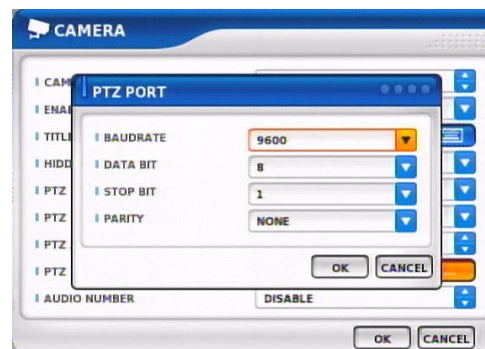 CAMERA
CAM
PTZ PORT
ENA
TITL
BAUDRATE 9600
HIDD
DATA BIT 8
PTZ
STOP BIT 1
PTZ
PARITY NONE
PTZ
PTZ
OK CANCEL
AUDIO NUMBER DISABLE
OK CANCEL